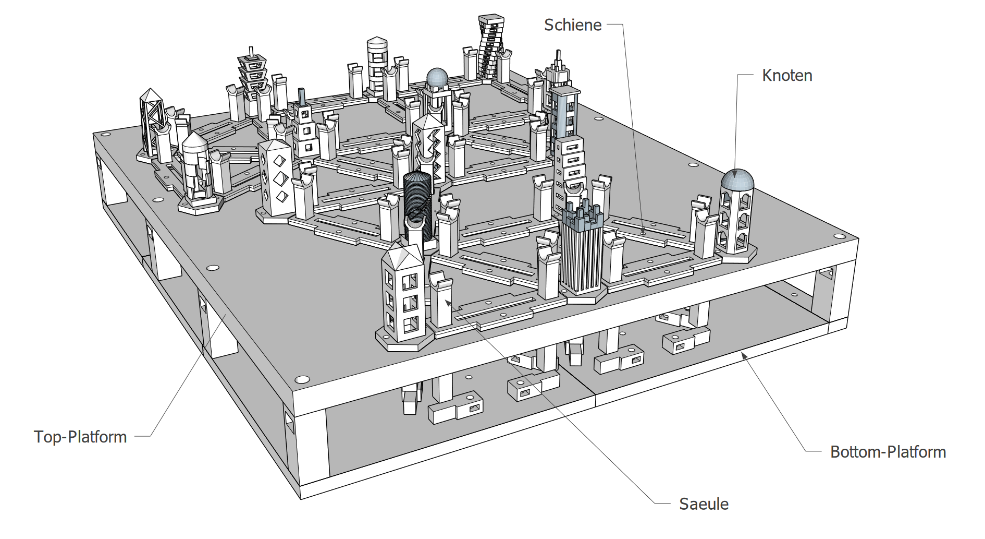 Schiene
Knoten
Top-Platform
Bottom-Platform
Saeule